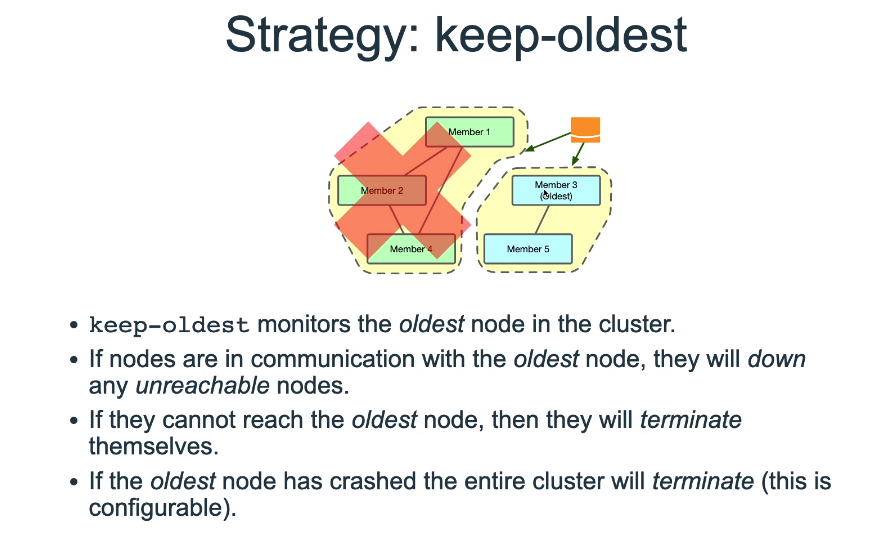 Strategy: keep-oldest
Member 1
Member 2
Member 3
(Oldest)
Member 4
Member 5
• keep-oldest monitors the oldest node in the cluster.
• If nodes are in communication with the oldest node, they will down
any unreachable nodes.
• If they cannot reach the oldest node, then they will terminate
themselves.
• If the oldest node has crashed the entire cluster will terminate (this is
configurable).